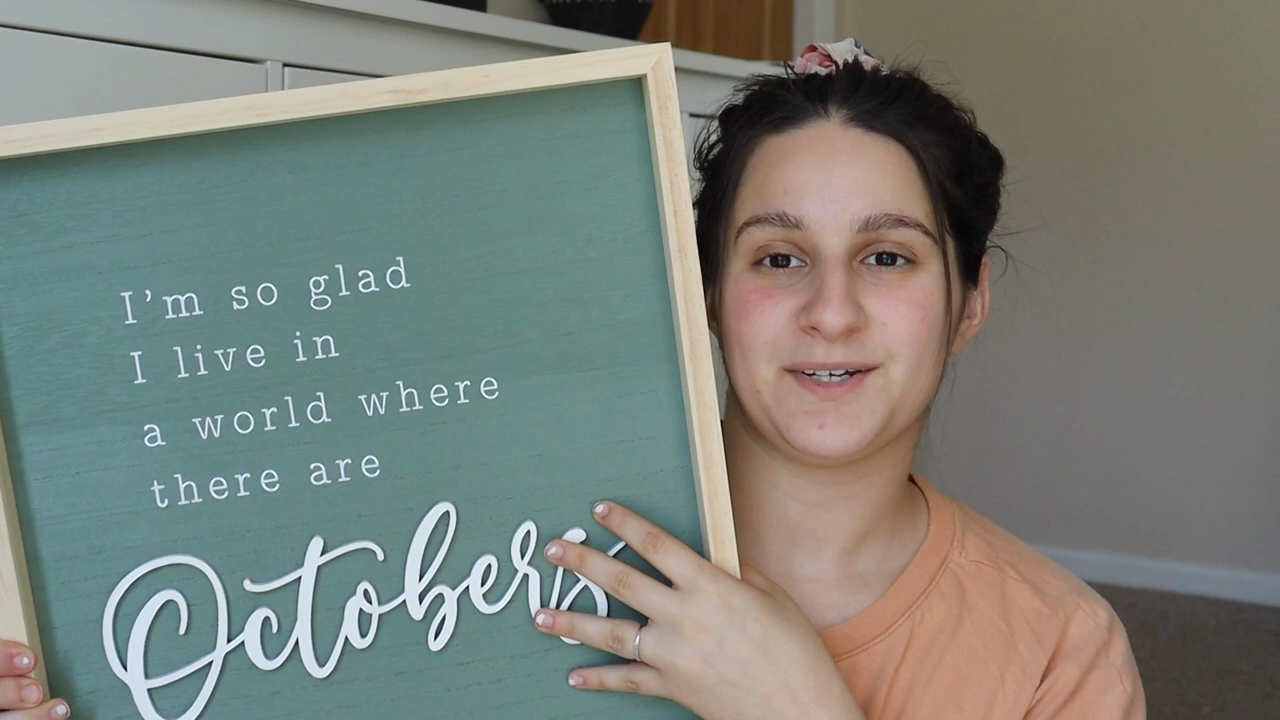 I'm so glad
I live in
a world where
there are
Octobers